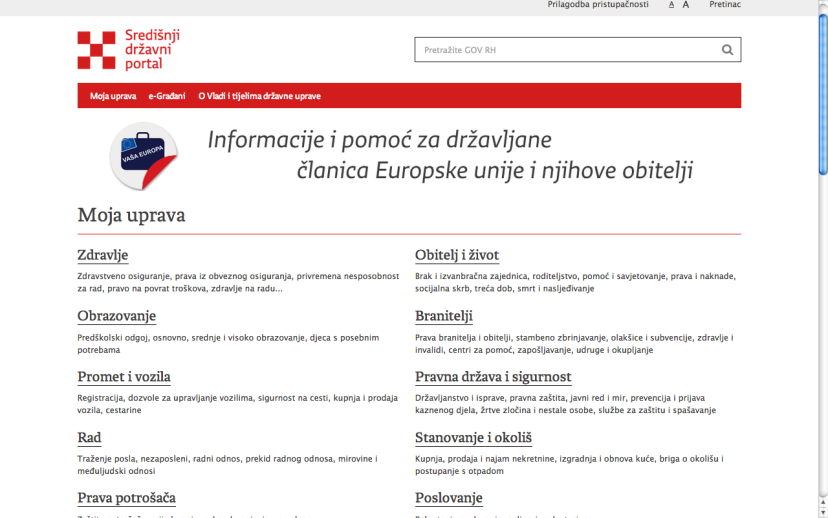 Prilagodba pristupačnosti A A Pretinac
Središnji
državni
portal
Pretražite GOV RH
Moja uprava e-Građani O Vladi i tijelima državne uprave
VAŠA EUROPA
Informacije i pomoć za državljane
članica Europske unije i njihove obitelji
Moja uprava
Zdravlje
Zdravstveno osiguranje, prava iz obveznog osiguranja, privremena nesposobnost
za rad, pravo na povrat troškova, zdravlje na radu...
Obitelj i život
Brak i izvanbračna zajednica, roditeljstvo, pomoć i savjetovanje, prava i naknade,
socijalna skrb, treća dob, smrt i nasljeđivanje
Obrazovanje
Predškolski odgoj, osnovno, srednje i visoko obrazovanje, djeca s posebnim
potrebama
Branitelji
Prava branitelja i obitelji, stambeno zbrinjavanje, olakšice i subvencije, zdravlje i
invalidi, centri za pomoć, zapošljavanje, udruge i okupljanje
Promet i vozila
Registracija, dozvole za upravljanje vozilima, sigurnost na cesti, kupnja i prodaja
vozila, cestarine
Pravna država i sigurnost
Državljanstvo i isprave, pravna zaštita, javni red i mir, prevencija i prijava
kaznenog djela, žrtve zločina i nestale osobe, službe za zaštitu i spašavanje
Rad
Traženje posla, nezaposleni, radni odnos, prekid radnog odnosa, mirovine i
međuljudski odnosi
Stanovanje i okoliš
Kupnja, prodaja i najam nekretnine, izgradnja i obnova kuće, briga o okolišu i
postupanje s otpadom
Prava potrošača
Poslovanje